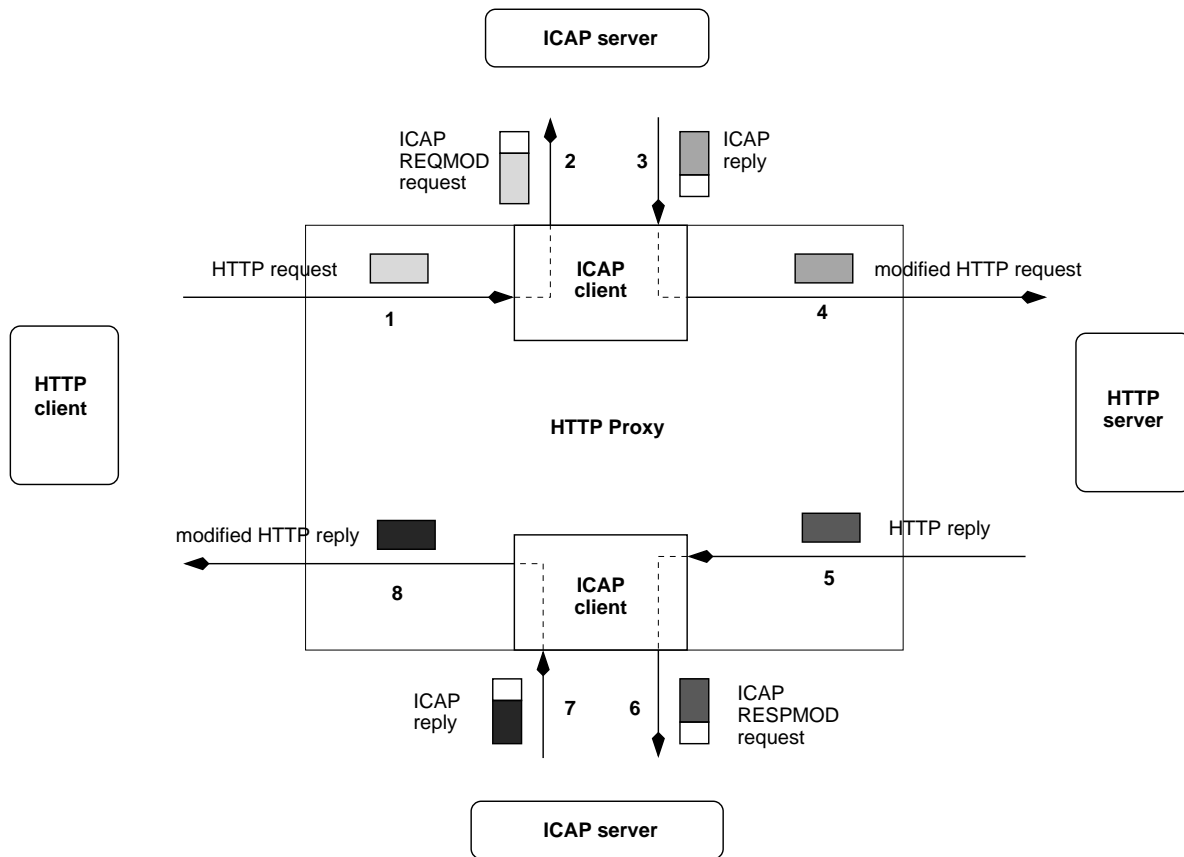 ICAP server
ICAP
REQMOD
request
2
3
ICAP
reply
HTTP request
ICAP
client
modified HTTP request
1
4
HTTP
client
HTTP Proxy
HTTP
server
modified HTTP reply
HTTP reply
8
ICAP
client
5
ICAP
reply
7
6
ICAP
RESPMOD
request
ICAP server